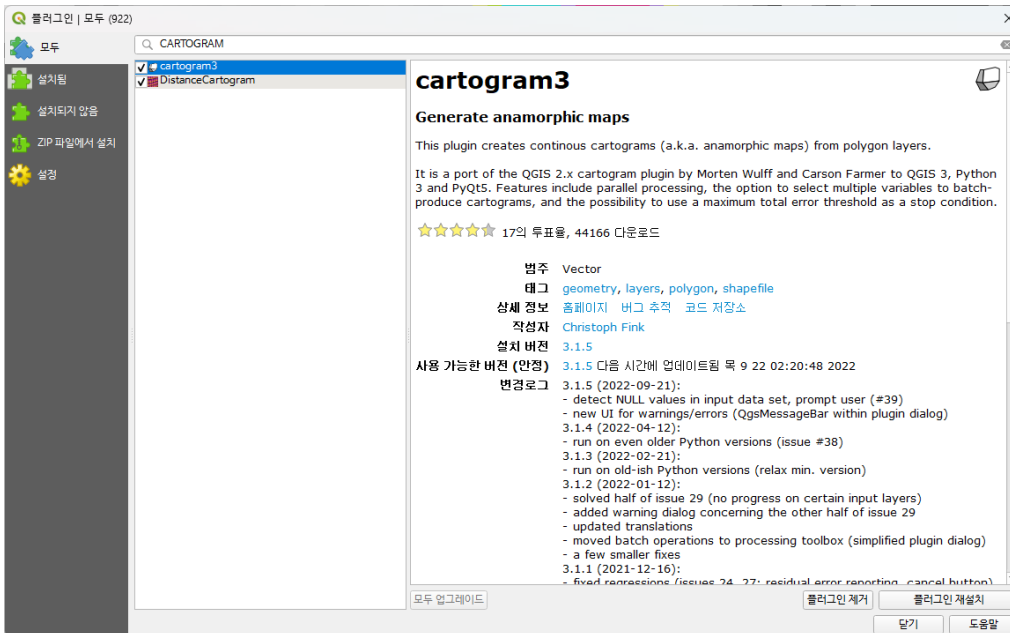 플러그인 | 모두 (922)
모두
CARTOGRAM
설치됨
설치되지 않음
ZIP 파일에서 설치
설정
cartogram3
DistanceCartogram
cartogram3
Generate anamorphic maps
This plugin creates continous cartograms (a.k.a. anamorphic maps) from polygon layers.
It is a port of the QGIS 2.x cartogram plugin by Morten Wulff and Carson Farmer to QGIS 3, Python
3 and PyQt5. Features include parallel processing, the option to select multiple variables to batch-
produce cartograms, and the possibility to use a maximum total error threshold as a stop condition.
17의 투표율, 44166 다운로드
범주 Vector
태그 geometry, layers, polygon, shapefile
상세 정보 홈페이지 버그 추적 코드 저장소
작성자 Christoph Fink
설치 버전 3.1.5
사용 가능한 버전 (안정) 3.1.5 다음 시간에 업데이트됨 목 9 22 02:20:48 2022
변경로그 3.1.5 (2022-09-21):
- detect NULL values in input data set, prompt user (#39)
- new UI for warnings/errors (QgsMessageBar within plugin dialog)
3.1.4 (2022-04-12):
- run on even older Python versions (issue #38)
3.1.3 (2022-02-21):
- run on old-ish Python versions (relax min. version)
3.1.2 (2022-01-12):
- solved half of issue 29 (no progress on certain input layers)
- added warning dialog concerning the other half of issue 29
- updated translations
- moved batch operations to processing toolbox (simplified plugin dialog)
- a few smaller fixes
3.1.1 (2021-12-16):
- fixed regressions (issues 24, 27: residual error reporting, cancel button)
모두 업그레이드
플러그인 제거
플러그인 재설치
닫기
도움말